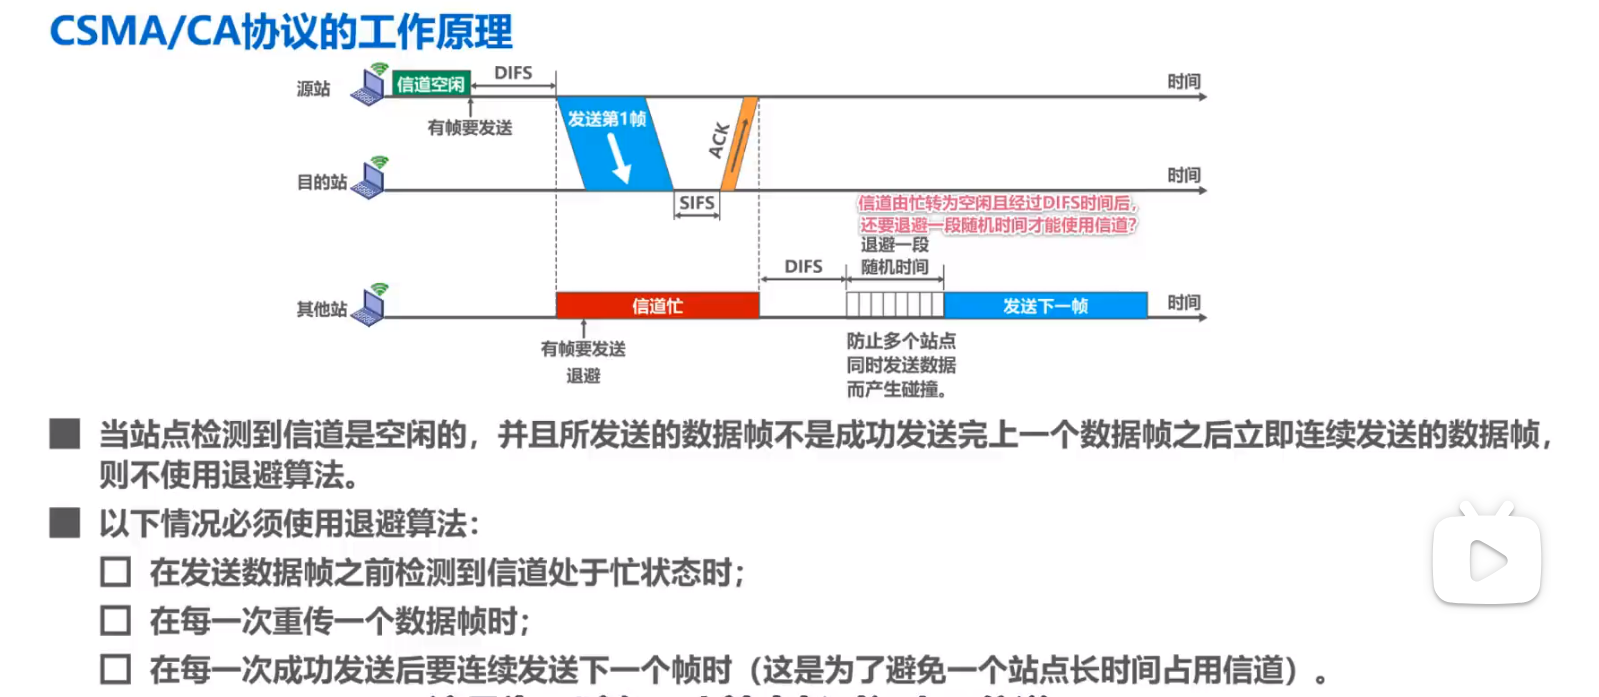 CSMA/CA协议的工作原理
源站
信道空闲
DIFS
时间
有帧要发送
发送第1帧
ACK
目的站
时间
SIFS
信道由忙转为空闲且经过DIFS时间后,
还要退避一段随机时间才能使用信道?
退避一段
随机时间
DIFS
其他站
信道忙
发送下一帧
时间
有帧要发送
退避
防止多个站点
同时发送数据
而产生碰撞。
当站点检测到信道是空闲的，并且所发送的数据帧不是成功发送完上一个数据帧之后立即连续发送的数据帧，
则不使用退避算法。
以下情况必须使用退避算法：
在发送数据帧之前检测到信道处于忙状态时；
在每一次重传一个数据帧时；
在每一次成功发送后要连续发送下一个帧时（这是为了避免一个站点长时间占用信道）。